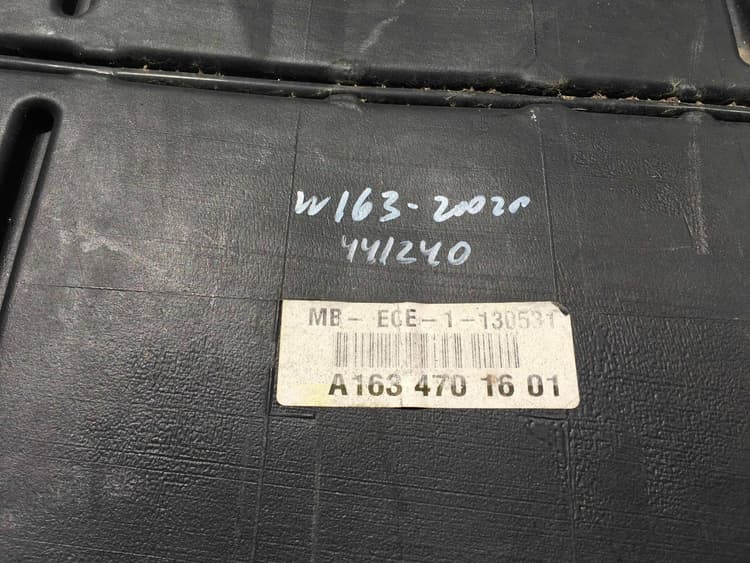 W163-2002г
441240
MB- ECE-1-130531
A163 470 16 01